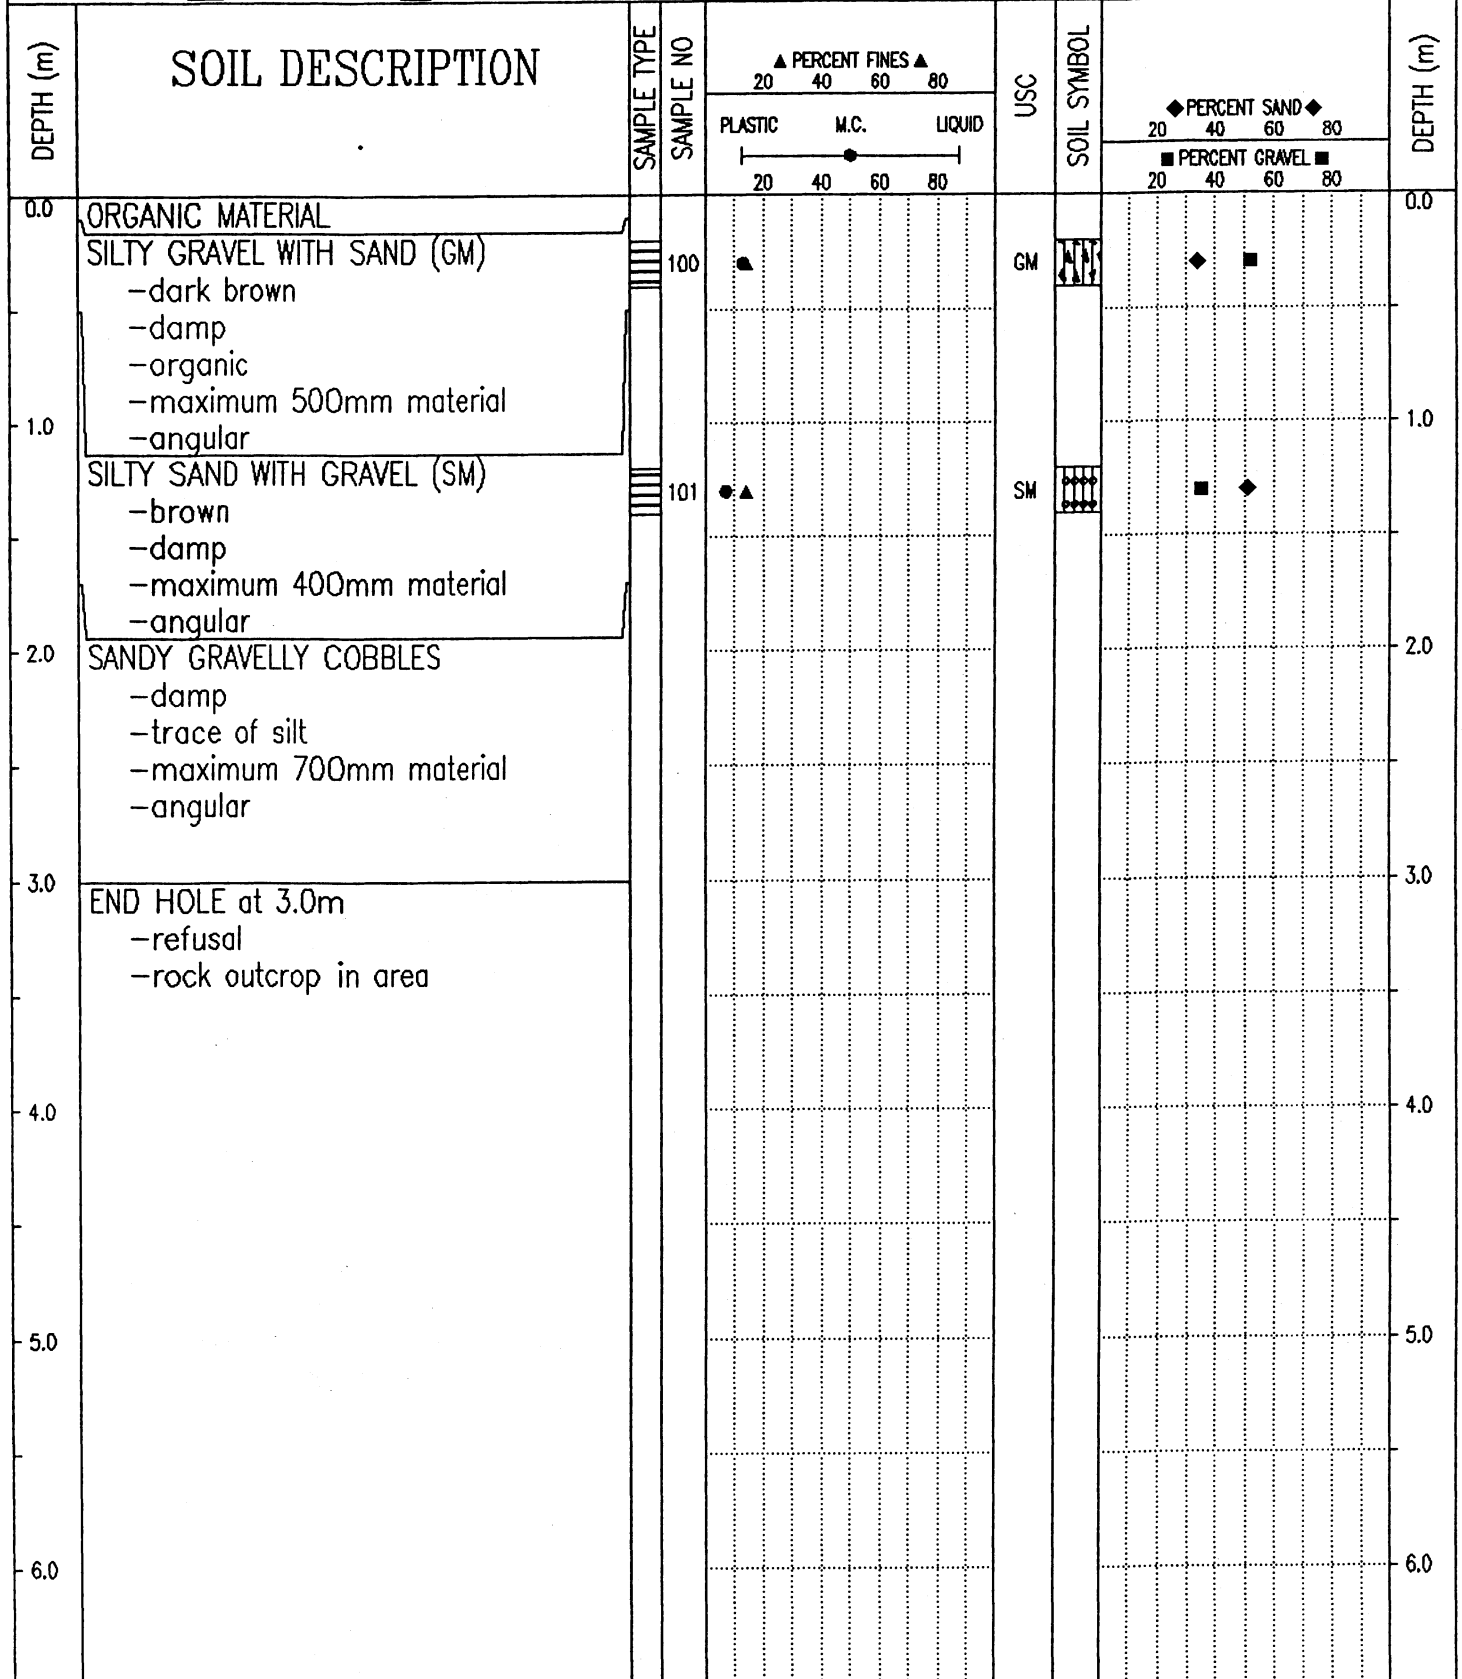 DEPTH (m)
SOIL DESCRIPTION
SAMPLE TYPE
SAMPLE NO
▲ PERCENT FINES ▲
20 40 60 80
PLASTIC M.C. LIQUID
20 40 60 80
USC
SOIL SYMBOL
◆ PERCENT SAND ◆
20 40 60 80
■ PERCENT GRAVEL ■
20 40 60 80
DEPTH (m)
0.0
ORGANIC MATERIAL
0.0
SILTY GRAVEL WITH SAND (GM)
100
GM
-dark brown
-damp
-organic
-maximum 500mm material
1.0
-angular
1.0
SILTY SAND WITH GRAVEL (SM)
101
SM
-brown
-damp
-maximum 400mm material
-angular
2.0
SANDY GRAVELLY COBBLES
2.0
-damp
-trace of silt
-maximum 700mm material
-angular
3.0
3.0
END HOLE at 3.0m
-refusal
-rock outcrop in area
4.0
4.0
5.0
5.0
6.0
6.0